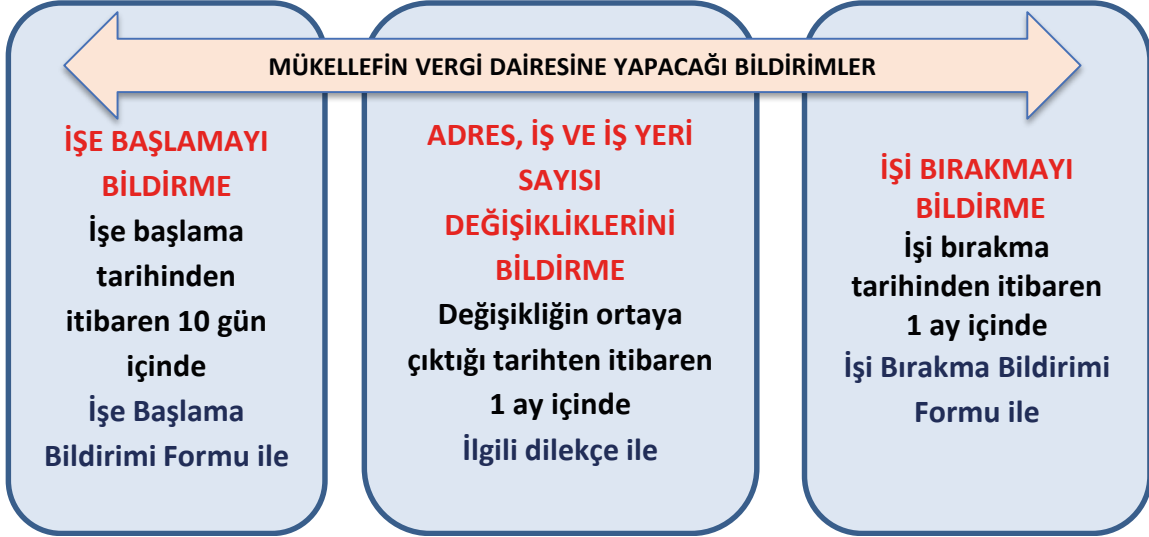 MÜKELLEFİN VERGİ DAİRESİNE YAPACAĞI BİLDİRİMLER
İŞE BAŞLAMAYI
BİLDİRME
İşe başlama
tarihinden
itibaren 10 gün
içinde
İşe Başlama
Bildirimi Formu ile
ADRES, İŞ VE İŞ YERİ
SAYISI
DEĞİŞİKLİKLERİNİ
BİLDİRME
Değişikliğin ortaya
çıktığı tarihten itibaren
1 ay içinde
İlgili dilekçe ile
İŞİ BIRAKMAYI
BİLDİRME
İşi bırakma
tarihinden itibaren
1 ay içinde
İşi Bırakma Bildirimi
Formu ile